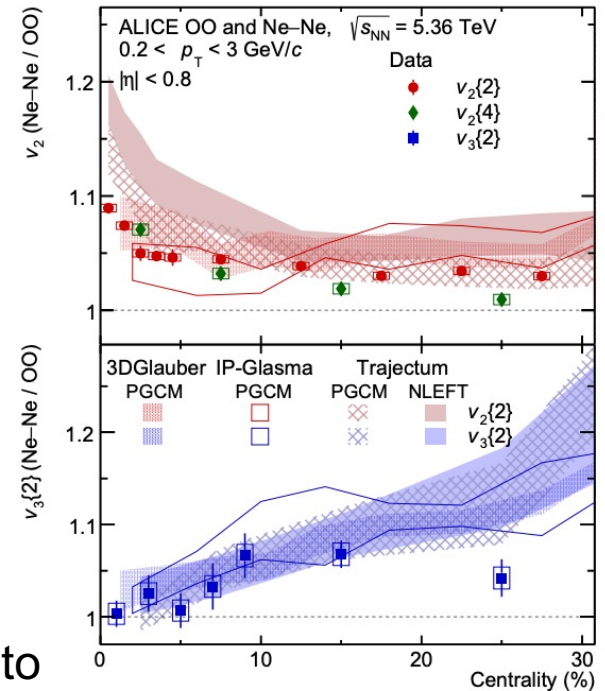 ALICE OO and Ne–Ne, √sNN = 5.36 TeV
0.2 < pT < 3 GeV/c
|η| < 0.8
Data
v2{2}
v2{4}
v3{2}
v2 (Ne–Ne / OO)
1.2
1.1
1
3DGlauber IP-Glasma Trajectum
PGCM PGCM PGCM NLEFT
v2{2}
v3{2}
v3{2} (Ne–Ne / OO)
1.2
1.1
1
0 10 20 30
Centrality (%)
to